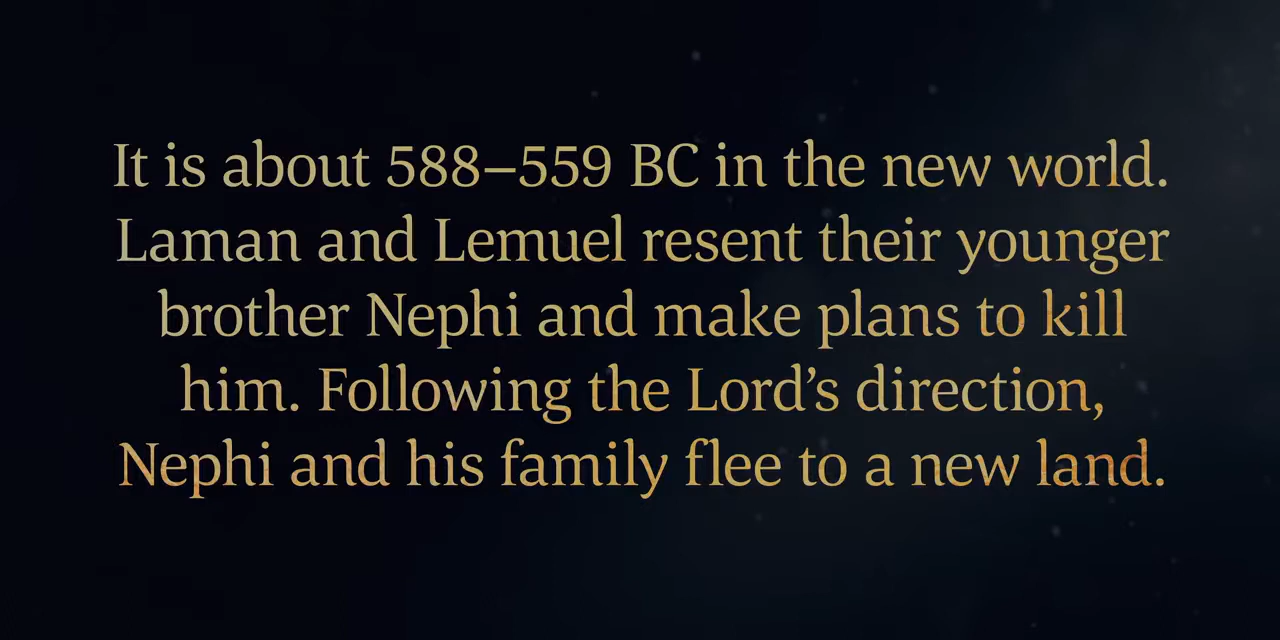 It is about 588–559 BC in the new world.
Laman and Lemuel resent their younger
brother Nephi and make plans to kill
him. Following the Lord’s direction,
Nephi and his family flee to a new land.